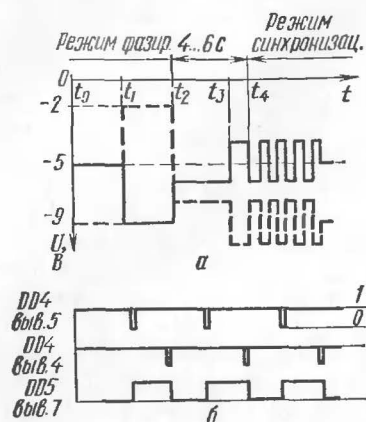 Режим
Режим фазир. 4...6с синхронизац.
0
t₀ t₁ t₂ t₃ t₄ t
-2
-5
-9
U,
В
а
DD4
выв.5
1
0
DD4
выв.4
DD5
выв.7
б